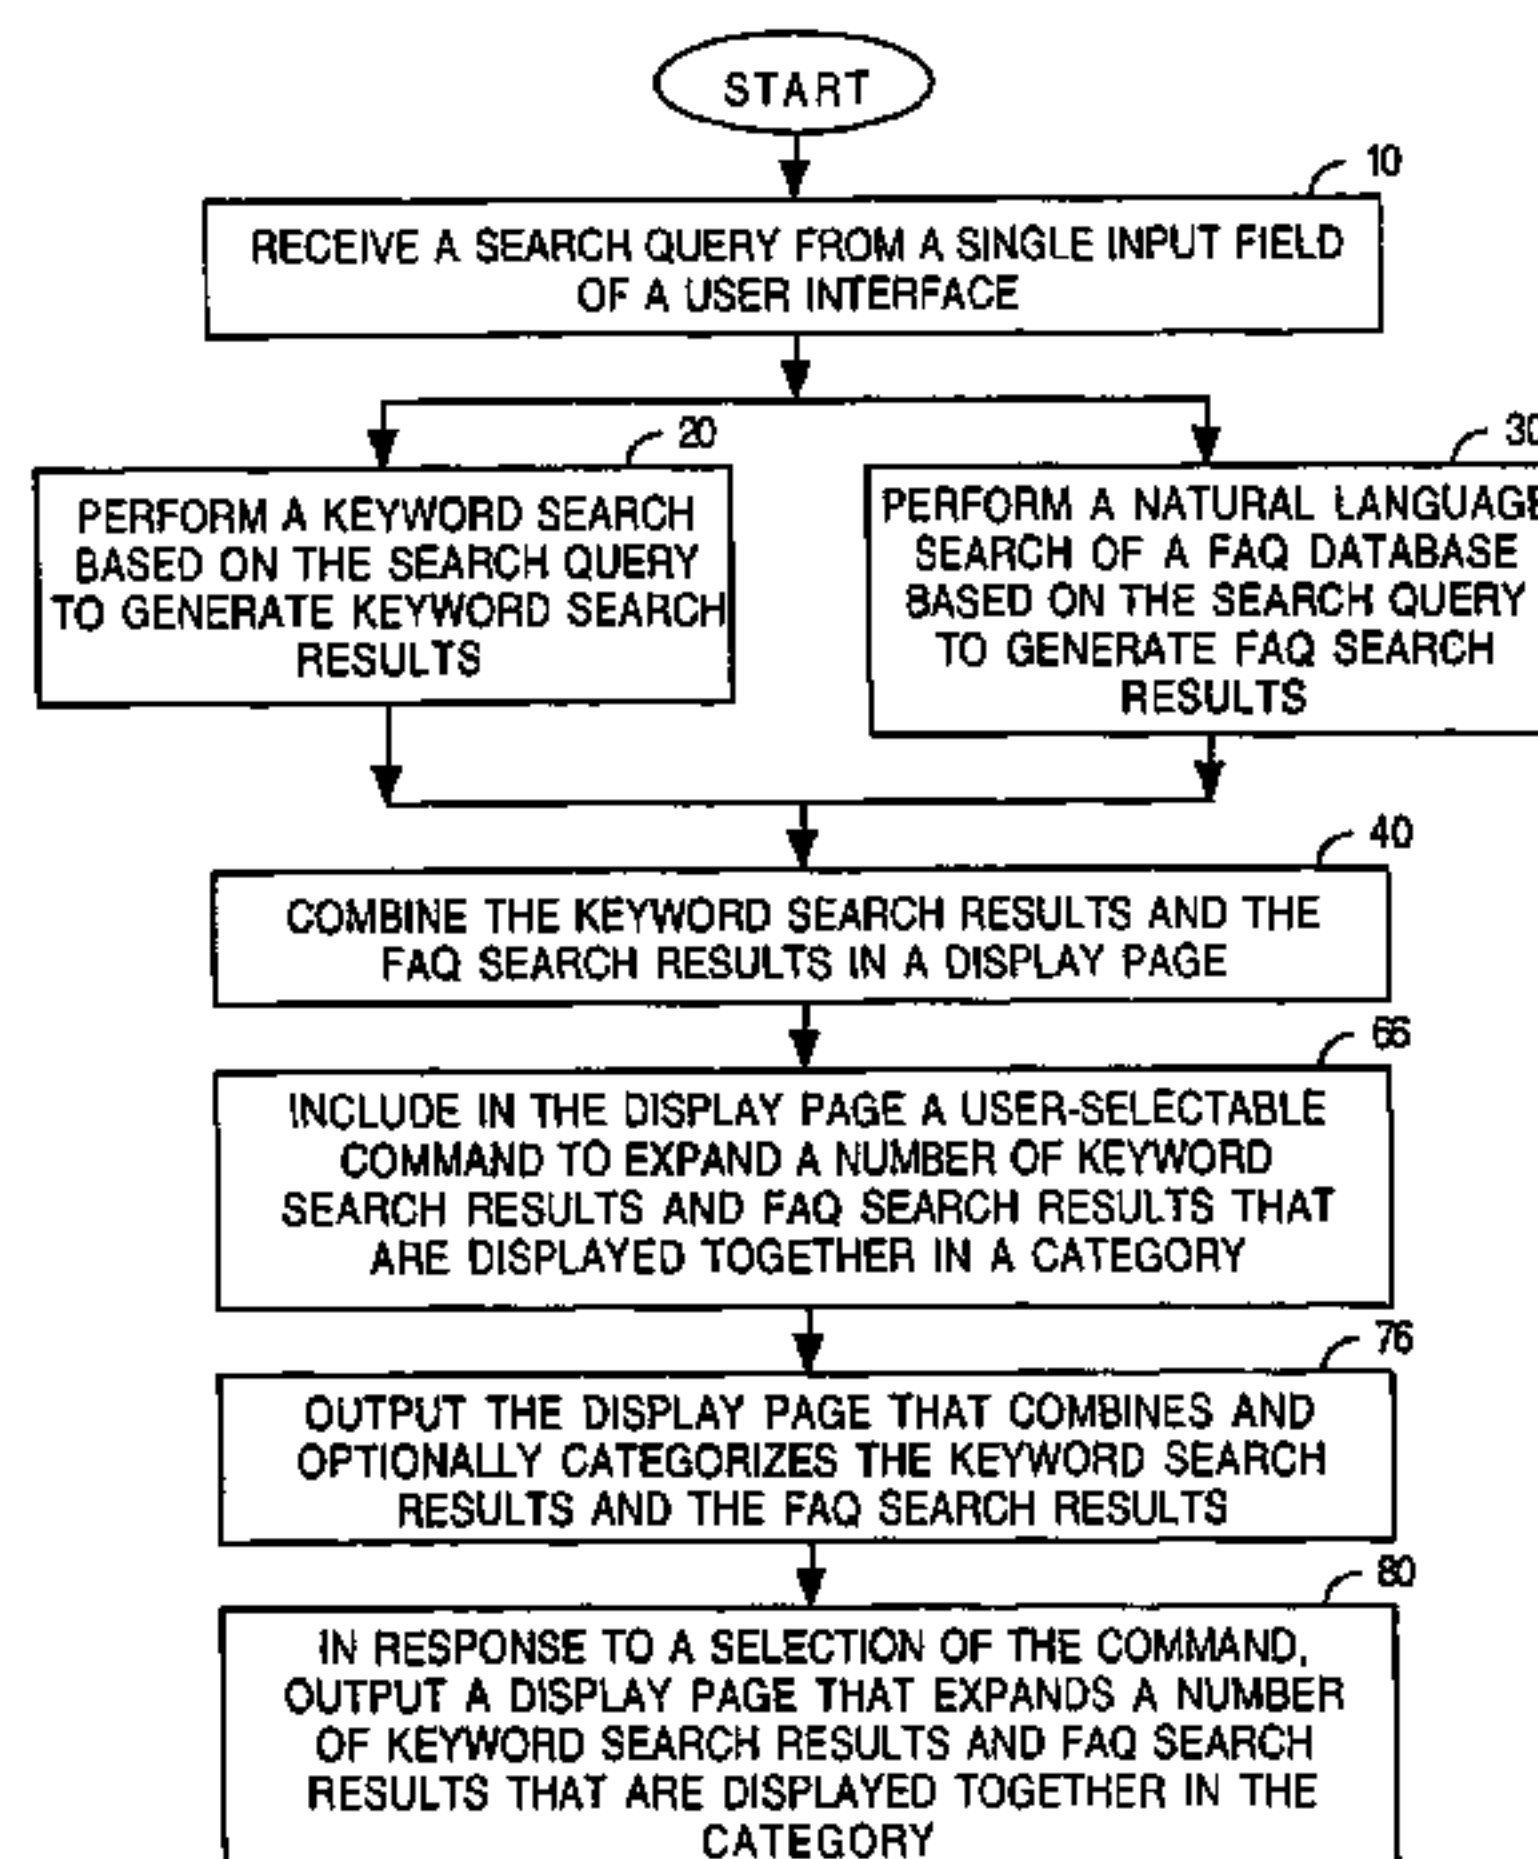 START
10
RECEIVE A SEARCH QUERY FROM A SINGLE INPUT FIELD
OF A USER INTERFACE
20
PERFORM A KEYWORD SEARCH
BASED ON THE SEARCH QUERY
TO GENERATE KEYWORD SEARCH
RESULTS
30
PERFORM A NATURAL LANGUAGE
SEARCH OF A FAQ DATABASE
BASED ON THE SEARCH QUERY
TO GENERATE FAQ SEARCH
RESULTS
40
COMBINE THE KEYWORD SEARCH RESULTS AND THE
FAQ SEARCH RESULTS IN A DISPLAY PAGE
66
INCLUDE IN THE DISPLAY PAGE A USER-SELECTABLE
COMMAND TO EXPAND A NUMBER OF KEYWORD
SEARCH RESULTS AND FAQ SEARCH RESULTS THAT
ARE DISPLAYED TOGETHER IN A CATEGORY
76
OUTPUT THE DISPLAY PAGE THAT COMBINES AND
OPTIONALLY CATEGORIZES THE KEYWORD SEARCH
RESULTS AND THE FAQ SEARCH RESULTS
80
IN RESPONSE TO A SELECTION OF THE COMMAND,
OUTPUT A DISPLAY PAGE THAT EXPANDS A NUMBER
OF KEYWORD SEARCH RESULTS AND FAQ SEARCH
RESULTS THAT ARE DISPLAYED TOGETHER IN THE
CATEGORY